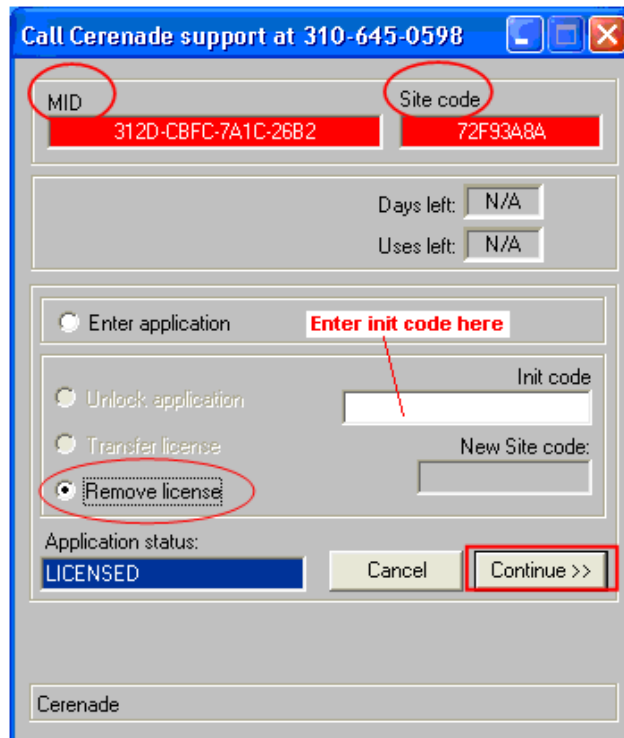 Call Cerenade support at 310-645-0598
MID
Site code
312D-CBFC-7A1C-26B2
72F93A8A
Days left: N/A
Uses left: N/A
Enter application
Enter init code here
Init code
Unlock application
Transfer license
New Site code:
Remove license
Application status:
LICENSED
Cancel
Continue >>
Cerenade